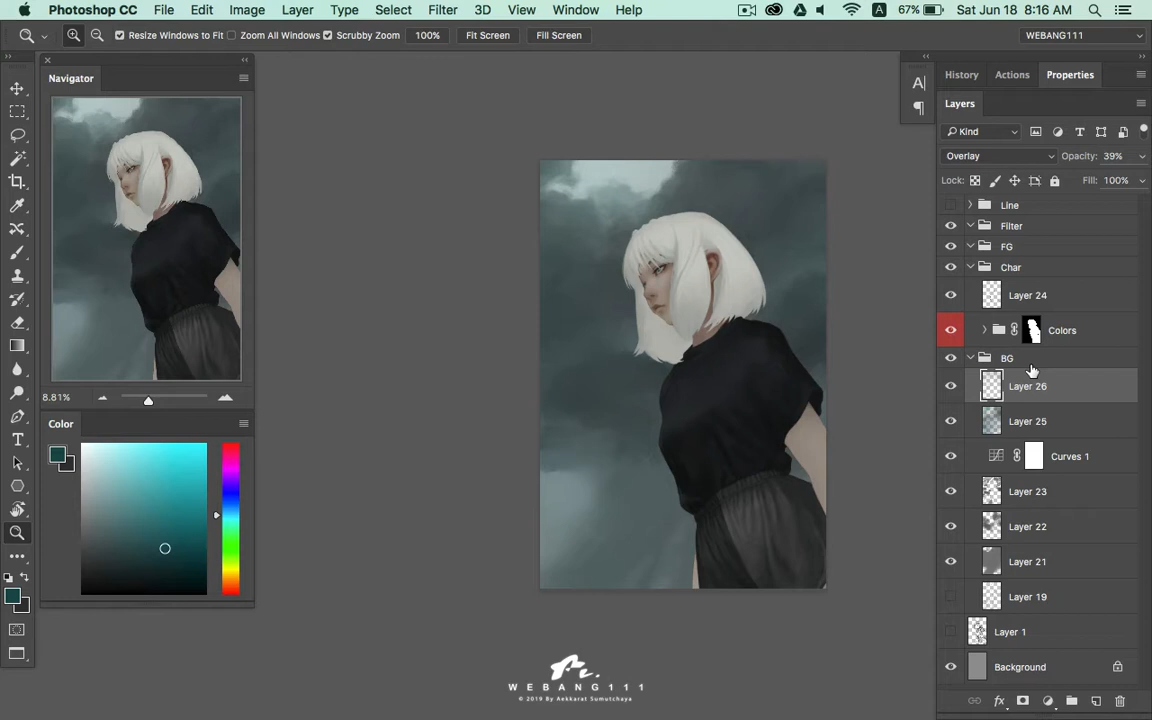 Photoshop CC File Edit Image Layer Type Select Filter 3D View Window Help 67% Sat Jun 18 8:16 AM
Resize Windows to Fit Zoom All Windows Scrubby Zoom 100% Fit Screen Fill Screen WEBANG111
Navigator
History Actions Properties
Layers
Kind
Overlay Opacity: 39%
Lock: Fill: 100%
Line
Filter
FG
Char
Layer 24
Colors
BG
Layer 26
8.81%
Color
Layer 25
Curves 1
Layer 23
Layer 22
Layer 21
Layer 19
Layer 1
Background
WEBANG111
© 2019 By Aekkarat Sumutchaya